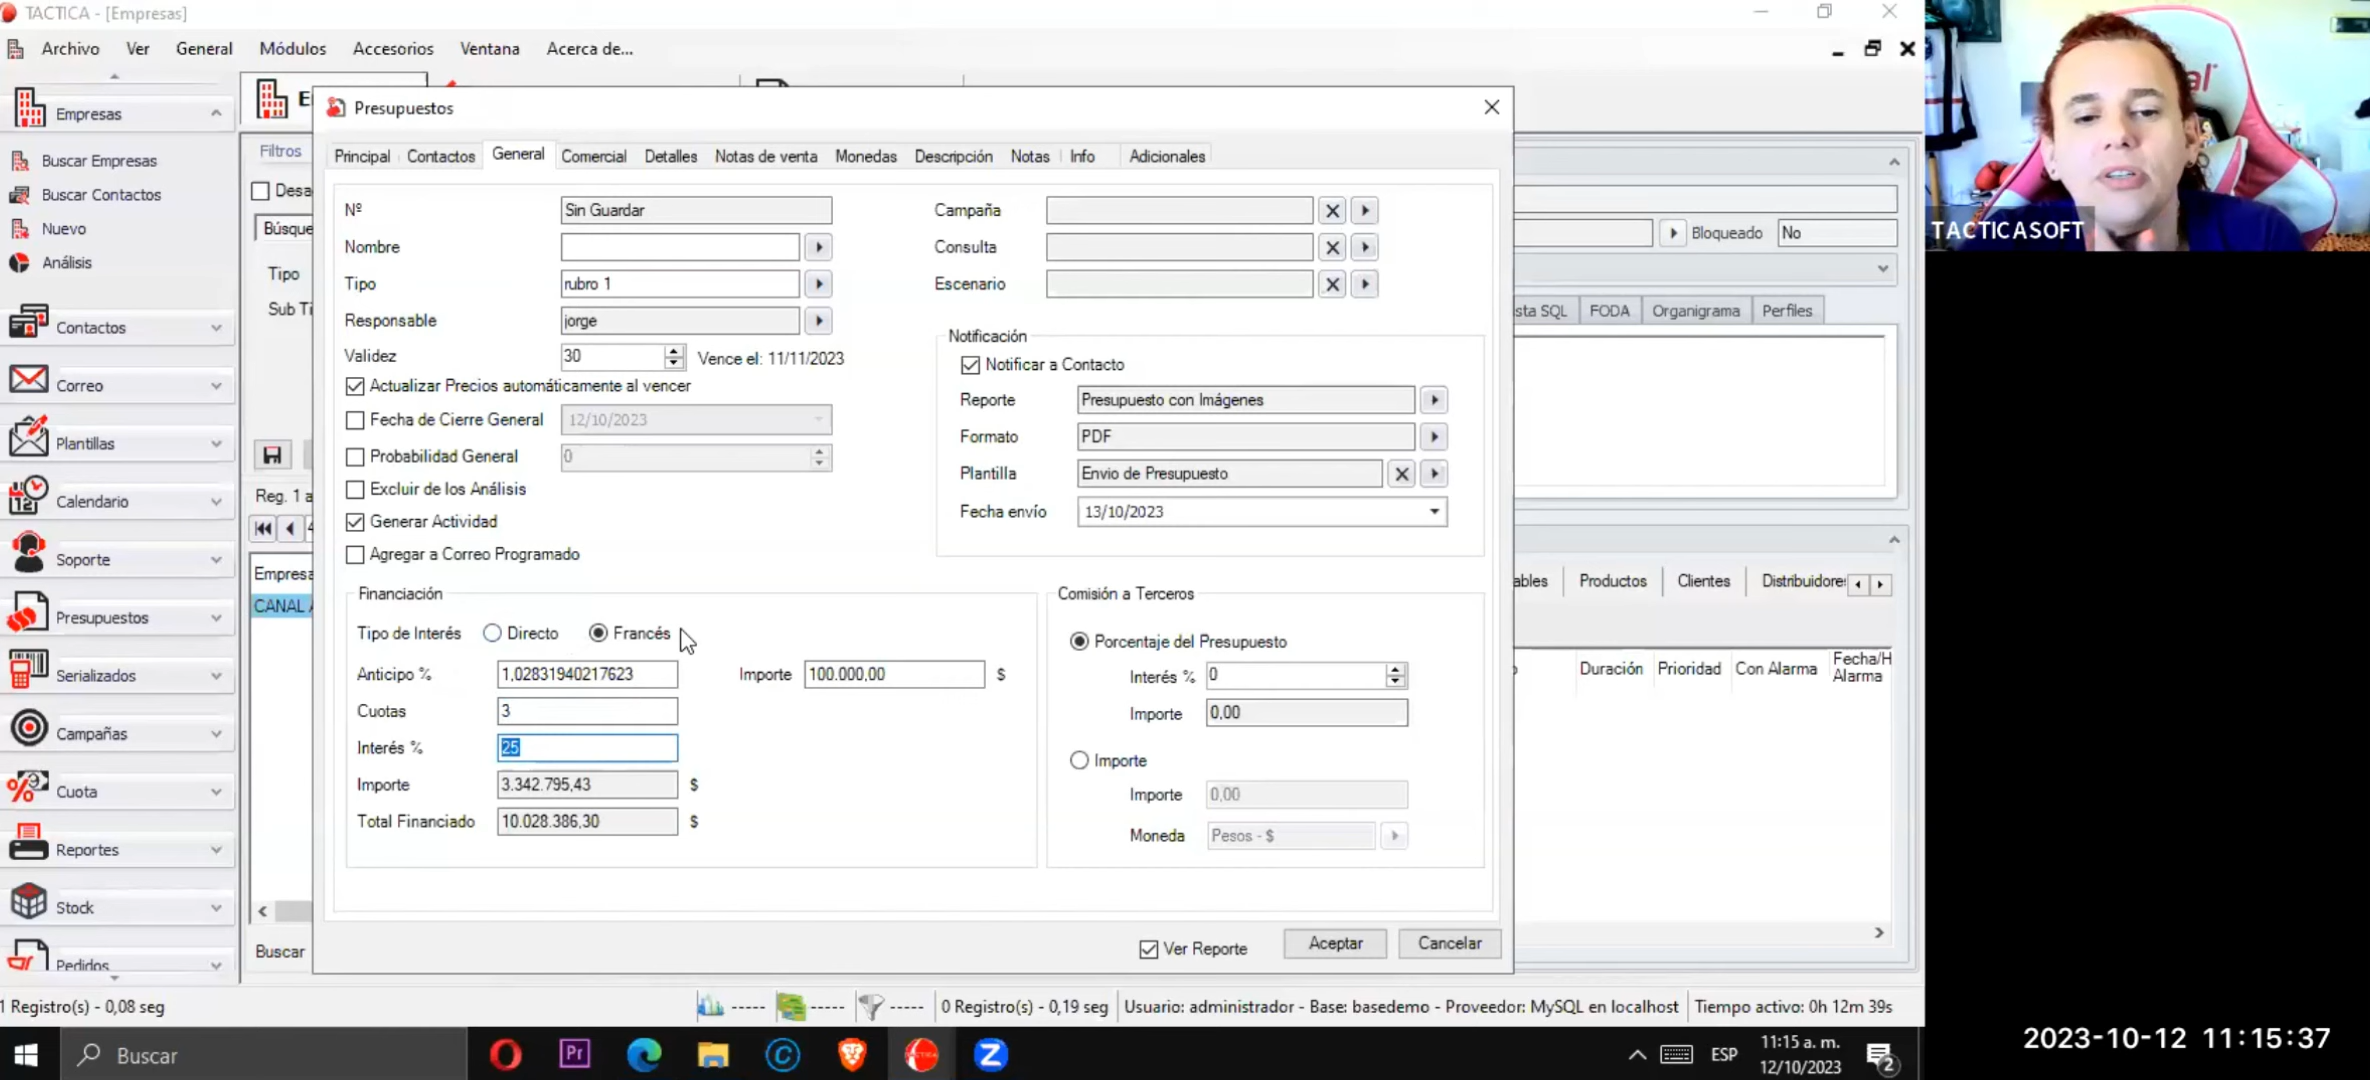 TACTICA - [Empresas]
Archivo Ver General Módulos Accesorios Ventana Acerca de...
Empresas
Buscar Empresas
Buscar Contactos
Nuevo
Análisis
Contactos
Correo
Plantillas
Calendario
Soporte
Presupuestos
Serializados
Campañas
Cuota
Reportes
Stock
Pedidos
Filtros
Tipo
Reg. 1 a
CANAL
Buscar
Presupuestos
Principal Contactos General Comercial Detalles Notas de venta Monedas Descripción Notas Info Adicionales
Nº Sin Guardar
Nombre
Tipo rubro 1
Responsable jorge
Validez 30 Vence el: 11/11/2023
Actualizar Precios automáticamente al vencer
Fecha de Cierre General 12/10/2023
Probabilidad General 0
Excluir de los Análisis
Generar Actividad
Agregar a Correo Programado
Campaña
Consulta
Escenario
Notificación
Notificar a Contacto
Reporte Presupuesto con Imágenes
Formato PDF
Plantilla Envio de Presupuesto
Fecha envío 13/10/2023
Financiación
Tipo de Interés Directo Francés
Anticipo % 1,02831940217623 Importe 100.000,00 $
Cuotas 3
Interés % 25
Importe 3.342.795,43 $
Total Financiado 10.028.386,30 $
Comisión a Terceros
Porcentaje del Presupuesto
Interés % 0
Importe 0,00
Importe
Importe 0,00
Moneda Pesos - $
Ver Reporte Aceptar Cancelar
Bloqueado No
sta SQL FODA Organigrama Perfiles
ables Productos Clientes Distribuidore
Duración Prioridad Con Alarma Fecha/H
Alarma
1 Registro(s) - 0,08 seg ----- ----- ----- 0 Registro(s) - 0,19 seg Usuario: administrador - Base: basedemo - Proveedor: MySQL en localhost Tiempo activo: 0h 12m 39s
Buscar
Pr
ESP
11:15 a. m.
12/10/2023
2
TACTICASOFT
2023-10-12 11:15:37